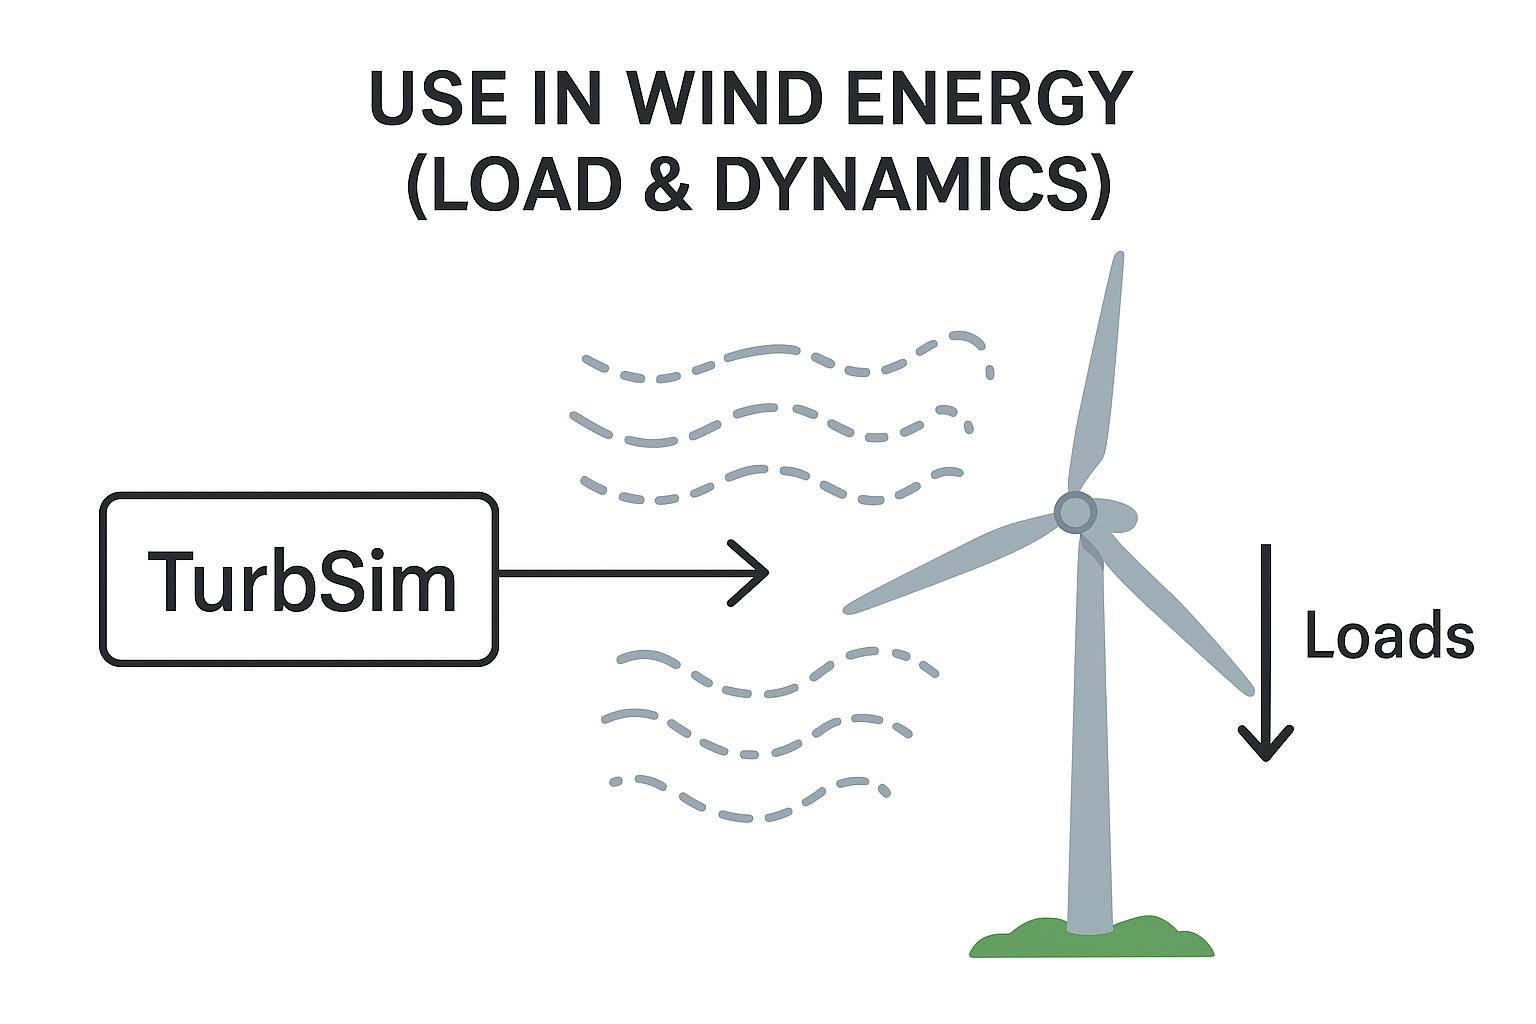 USE IN WIND ENERGY
(LOAD & DYNAMICS)
TurbSim
Loads